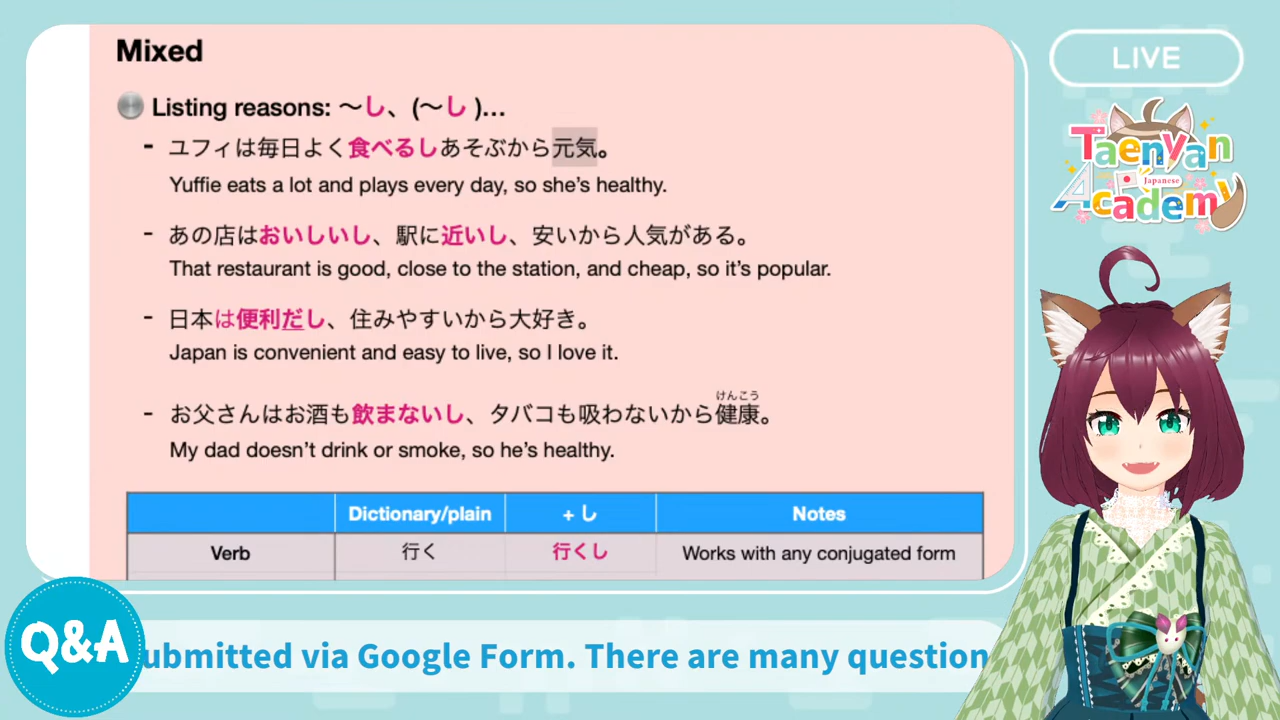 Mixed
Listing reasons: 〜し、(〜し )…
- ユフィは毎日よく食べるしあそぶから元気。
Yuffie eats a lot and plays every day, so she’s healthy.
- あの店はおいしいし、駅に近いし、安いから人気がある。
That restaurant is good, close to the station, and cheap, so it’s popular.
- 日本は便利だし、住みやすいから大好き。
Japan is convenient and easy to live, so I love it.
けんこう
- お父さんはお酒も飲まないし、タバコも吸わないから健康。
My dad doesn’t drink or smoke, so he’s healthy.
Dictionary/plain + し Notes
Verb 行く 行くし Works with any conjugated form
LIVE
Taenyan
Japanese
Academy
Q&A
ubmitted via Google Form. There are many question